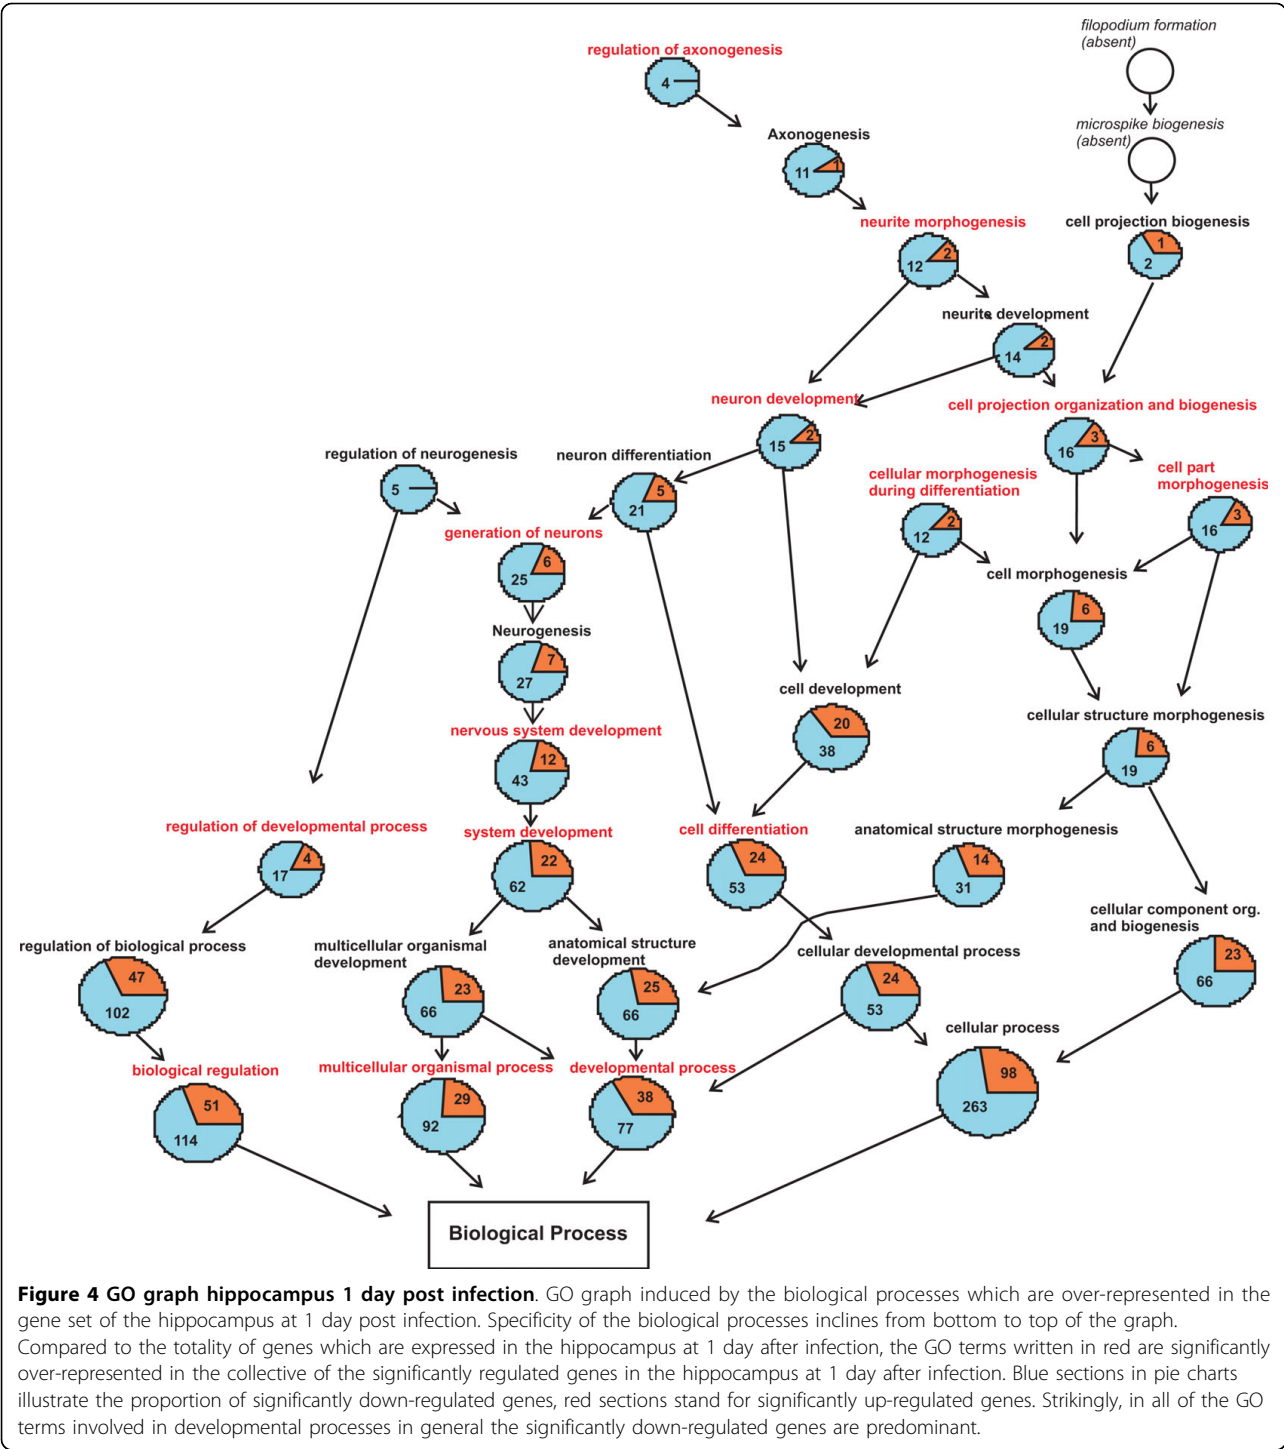 filopodium formation
(absent)
regulation of axonogenesis
4
microspike biogenesis
(absent)
Axonogenesis
11 1
neurite morphogenesis
12 2
cell projection biogenesis
1
2
neurite development
14 2
neuron development
15 2
cell projection organization and biogenesis
16 3
regulation of neurogenesis
5
neuron differentiation
21 5
cellular morphogenesis
during differentiation
12 2
cell part
morphogenesis
16 3
generation of neurons
25 6
cell morphogenesis
19 6
Neurogenesis
27 7
cell development
20
38
cellular structure morphogenesis
19 6
nervous system development
43 12
regulation of developmental process
17 4
system development
62 22
cell differentiation
53 24
anatomical structure morphogenesis
31 14
cellular component org.
and biogenesis
66 23
regulation of biological process
47
102
multicellular organismal
development
66 23
anatomical structure
development
66 25
cellular developmental process
53 24
cellular process
263 98
biological regulation
114 51
multicellular organismal process
92 29
developmental process
77 38
Biological Process
Figure 4 GO graph hippocampus 1 day post infection. GO graph induced by the biological processes which are over-represented in the
gene set of the hippocampus at 1 day post infection. Specificity of the biological processes inclines from bottom to top of the graph.
Compared to the totality of genes which are expressed in the hippocampus at 1 day after infection, the GO terms written in red are significantly
over-represented in the collective of the significantly regulated genes in the hippocampus at 1 day after infection. Blue sections in pie charts
illustrate the proportion of significantly down-regulated genes, red sections stand for significantly up-regulated genes. Strikingly, in all of the GO
terms involved in developmental processes in general the significantly down-regulated genes are predominant.